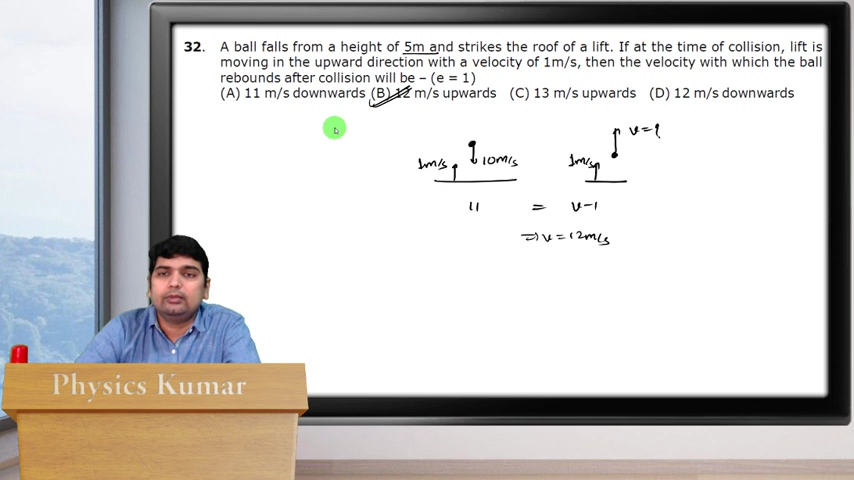 32. A ball falls from a height of 5m and strikes the roof of a lift. If at the time of collision, lift is
moving in the upward direction with a velocity of 1m/s, then the velocity with which the ball
rebounds after collision will be – (e = 1)
(A) 11 m/s downwards (B) 12 m/s upwards (C) 13 m/s upwards (D) 12 m/s downwards
v=?
1m/s 10m/s 1m/s
11 = v-1
⇒ v = 12m/s
Physics Kumar